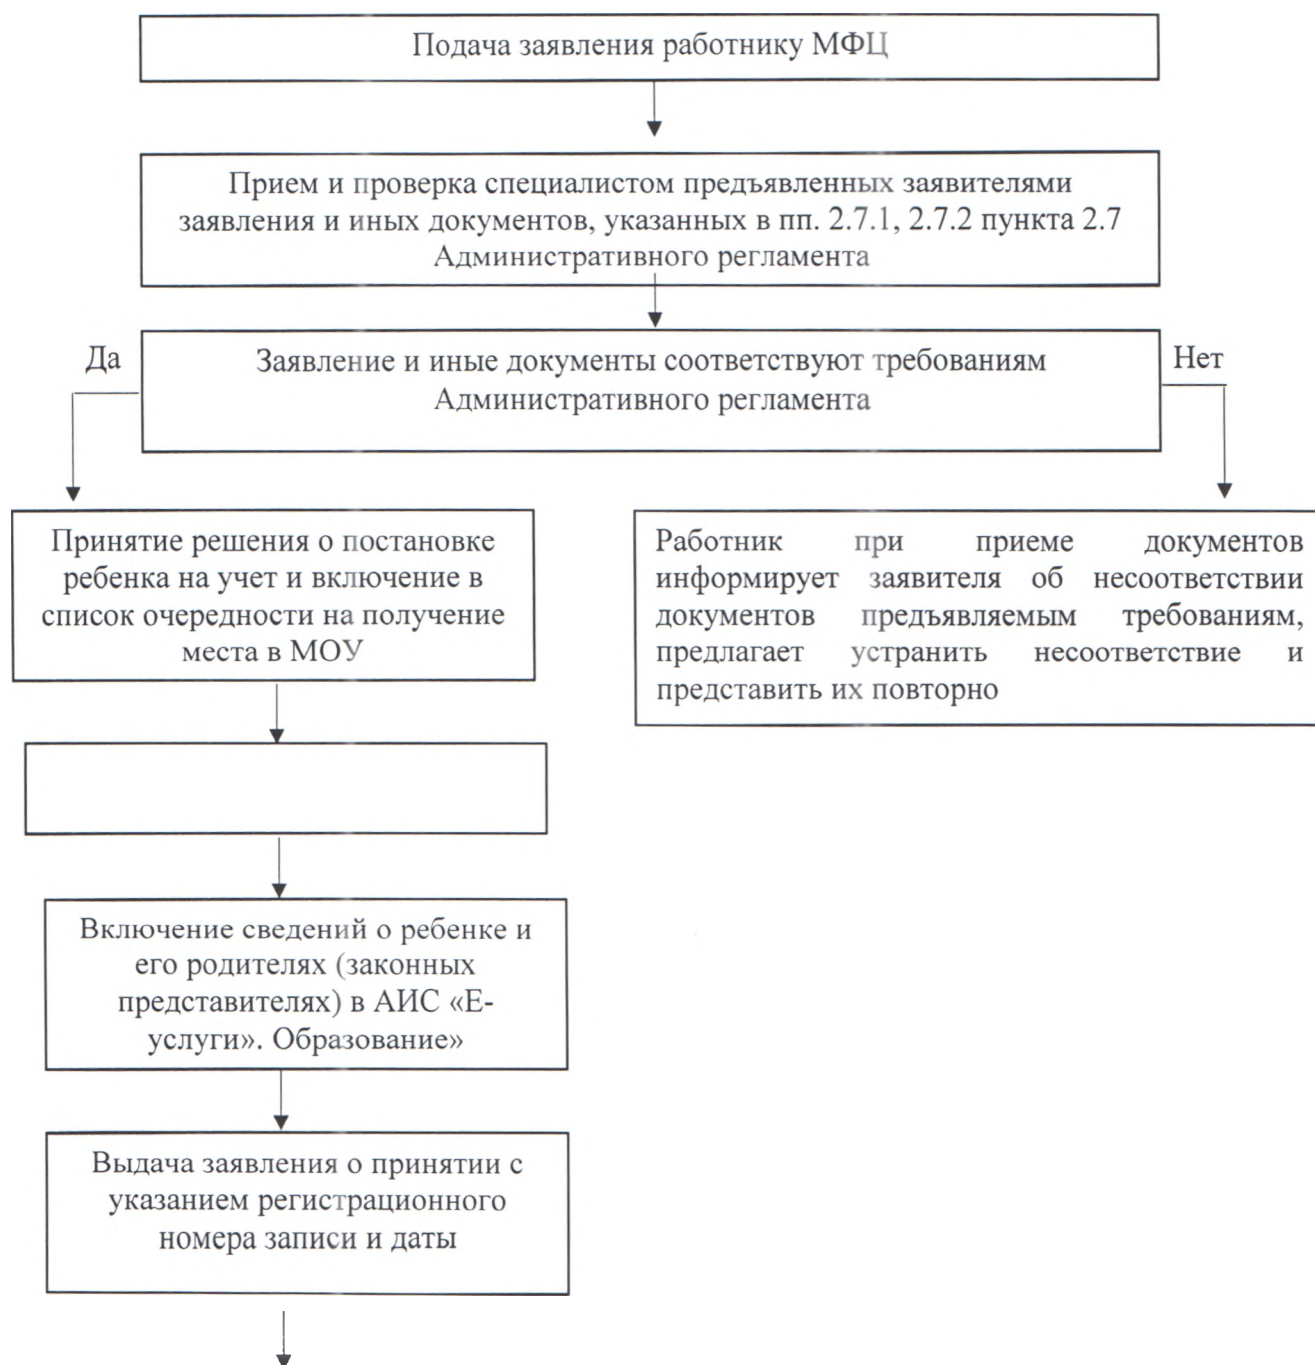 Подача заявления работнику МФЦ
Прием и проверка специалистом предъявленных заявителями
заявления и иных документов, указанных в пп. 2.7.1, 2.7.2 пункта 2.7
Административного регламента
Да
Заявление и иные документы соответствуют требованиям
Административного регламента
Нет
Принятие решения о постановке
ребенка на учет и включение в
список очередности на получение
места в МОУ
Работник при приеме документов
информирует заявителя об несоответствии
документов предъявляемым требованиям,
предлагает устранить несоответствие и
представить их повторно
Включение сведений о ребенке и
его родителях (законных
представителях) в АИС «Е-
услуги». Образование»
Выдача заявления о принятии с
указанием регистрационного
номера записи и даты